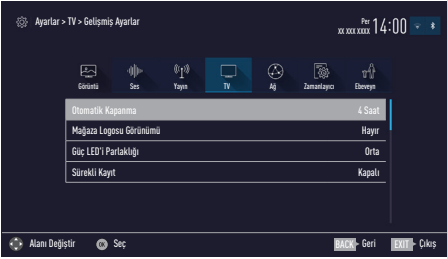 Ayarlar > TV > Gelişmiş Ayarlar
Per
xx xxx xxxx 14:00
Görüntü Ses Yayın TV Ağ Zamanlayıcı Ebeveyn
Otomatik Kapanma 4 Saat
Mağaza Logosu Görünümü Hayır
Güç LED'i Parlaklığı Orta
Sürekli Kayıt Kapalı
Alanı Değiştir OK Seç BACK Geri EXIT Çıkış